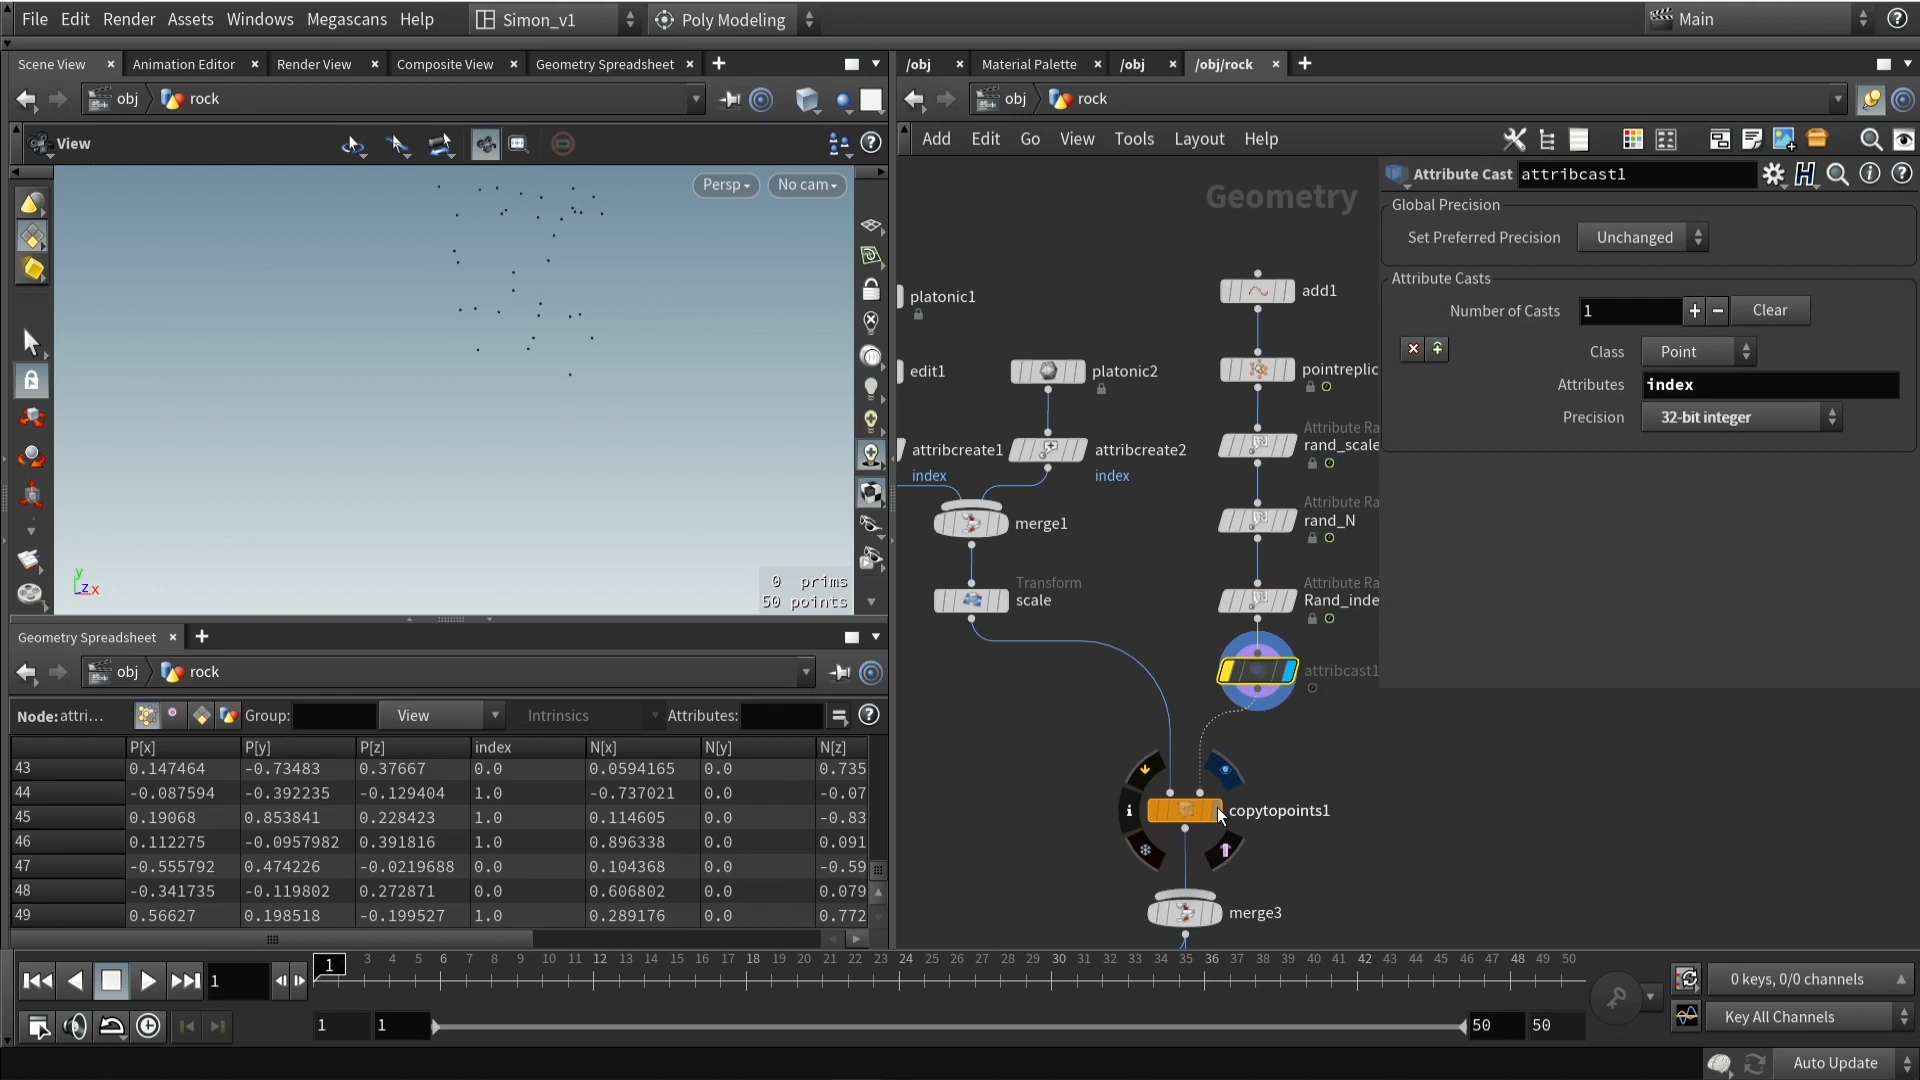 File Edit Render Assets Windows Megascans Help Simon_v1 Poly Modeling Main
Scene View Animation Editor Render View Composite View Geometry Spreadsheet
/obj Material Palette /obj /obj/rock
obj rock
obj rock
View
Add Edit Go View Tools Layout Help
Persp No cam
Geometry
Attribute Cast attribcast1
Global Precision
Set Preferred Precision Unchanged
Attribute Casts
Number of Casts 1 Clear
Class Point
Attributes index
Precision 32-bit integer
platonic1
add1
edit1
platonic2
pointreplic
Attribute Ra
rand_scale
attribcreate1
index
attribcreate2
index
Attribute Ra
rand_N
merge1
Transform
scale
Attribute Ra
Rand_inde
attribcast1
copytopoints1
merge3
y
z x
0 prims
50 points
Geometry Spreadsheet
obj rock
Node: attri... Group: View Intrinsics Attributes:
P[x] P[y] P[z] index N[x] N[y] N[z]
43 0.147464 -0.73483 0.37667 0.0 0.0594165 0.0 0.735
44 -0.087594 -0.392235 -0.129404 1.0 -0.737021 0.0 -0.07
45 0.19068 0.853841 0.228423 1.0 0.114605 0.0 -0.83
46 0.112275 -0.0957982 0.391816 1.0 0.896338 0.0 0.091
47 -0.555792 0.474226 -0.0219688 0.0 0.104368 0.0 -0.59
48 -0.341735 -0.119802 0.272871 0.0 0.606802 0.0 0.079
49 0.56627 0.198518 -0.199527 1.0 0.289176 0.0 0.772
1 1 3 4 5 6 7 8 9 10 11 12 13 14 15 16 17 18 19 20 21 22 23 24 25 26 27 28 29 30 31 32 33 34 35 36 37 38 39 40 41 42 43 44 45 46 47 48 49 50
0 keys, 0/0 channels
1 1 50 50
Key All Channels
Auto Update